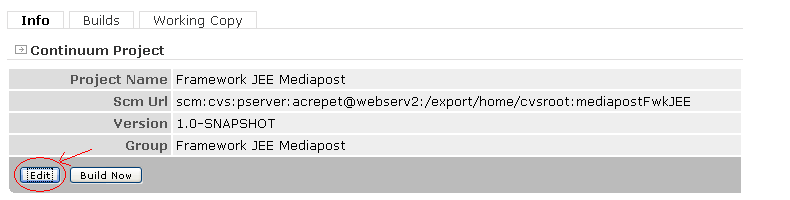 Info Builds Working Copy
Continuum Project
Project Name Framework JEE Mediapost
Scm Url scm:cvs:pserver:acrepet@webserv2:/export/home/cvsroot:mediapostFwkJEE
Version 1.0-SNAPSHOT
Group Framework JEE Mediapost
Edit Build Now